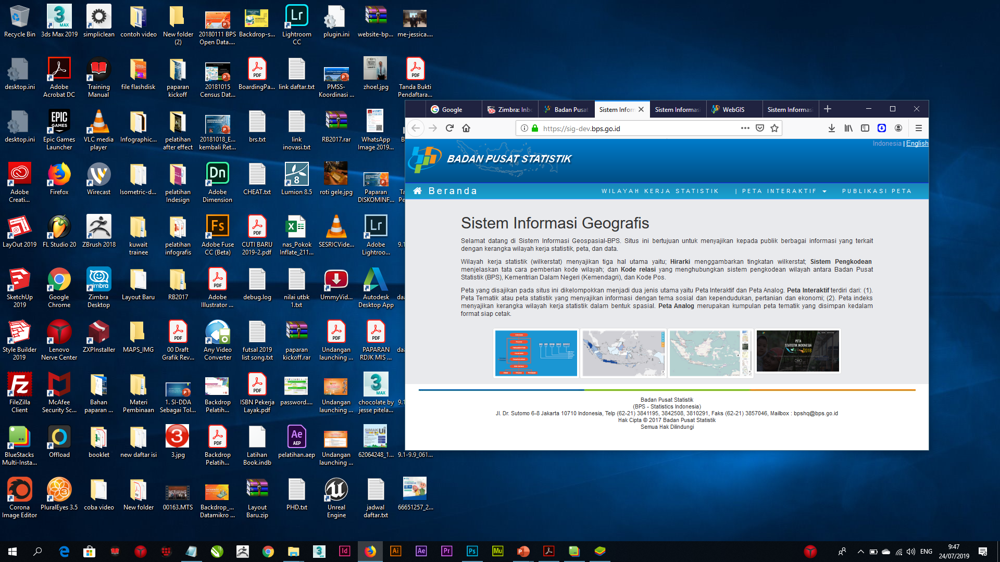 Recycle Bin
3ds Max 2019
simpliclean
contoh video
New folder
(2)
20180111 BPS
Open Data....
Backdrop-s...
Lightroom
CC
plugin.ini
website-bp...
me-jessica....
desktop.ini
Adobe
Acrobat DC
Training
Manual
file flashdisk
paparan
kickoff
20181015
Census Dat...
BoardingPa...
link daftar.txt
PMSS-
Koordinasi ...
zhoel.jpg
Tanda Bukti
Pendaftara...
desktop.ini
Epic Games
Launcher
VLC media
player
Infographic...
pelatihan
after effect
20181018_E...
kembali Ret...
brs.txt
link
inovasi.txt
RB2017.rar
WhatsApp
Image 2019...
Adobe
Creati...
Firefox
Wirecast
Isometric-d...
pelatihan
Indesign
Adobe
Dimension
CHEAT.txt
Lumion 8.5
roti gele.jpg
Paparan
DISKOMINF...
LayOut 2019
FL Studio 20
ZBrush 2018
kuwait
trainee
pelatihan
infografis
Adobe Fuse
CC (Beta)
CUTI BARU
2019-2.pdf
nas_Pokok
Inflate_211...
SESRICVide...
Adobe
Lightroo...
SketchUp
2019
Google
Chrome
Zimbra
Desktop
Layout Baru
RB2017
Adobe
Illustrator ...
debug.log
nilai utbk
1.txt
UmmyVid...
Autodesk
Desktop App
Style Builder
2019
Lenovo
Nerve Center
ZXPInstaller
MAPS_IMG
00 Draft
Grafik Rev...
Any Video
Converter
futsal 2019
list song.txt
paparan
kickoff.rar
Undangan
launching ...
PAPARAN
RDJK MIS ...
FileZilla
Client
McAfee
Security Sc...
Bahan
paparan ...
Materi
Pembinaan
1. SI-DDA
Sebagai Tol...
Backdrop
Pelatih...
ISBN Pekerja
Layak.pdf
password....
Undangan
launching ...
chocolate by
jesse pitela...
BlueStacks
Multi-Insta...
Offload
booklet
new daftar isi
3.jpg
Backdrop
Pelatih...
Latihan
Book.indb
pelatihan.aep
Undangan
launching ...
62064248_1...
9.1-9.9_061...
Corona
Image Editor
PluralEyes 3.5
coba video
New folder
00163.MTS
Backdrop_...
Datamikro ...
Layout
Baru.zip
PHD.txt
Unreal
Engine
jadwal
daftar.txt
66651257_2...
Google
Zimbra: Inb
Badan Pusat
Sistem Inform
Sistem Informas
WebGIS
Sistem Informas
https://sig-dev.bps.go.id
Indonesia | English
BADAN PUSAT STATISTIK
Beranda
WILAYAH KERJA STATISTIK
| PETA INTERAKTIF
PUBLIKASI PETA
Sistem Informasi Geografis
Selamat datang di Sistem Informasi Geospasial-BPS. Situs ini bertujuan untuk menyajikan kepada publik berbagai informasi yang terkait
dengan kerangka wilayah kerja statistik, peta, dan data.
Wilayah kerja statistik (wilkerstat) menyajikan tiga hal utama yaitu; Hirarki menggambarkan tingkatan wilkerstat; Sistem Pengkodean
menjelaskan tata cara pemberian kode wilayah; dan Kode relasi yang menghubungkan sistem pengkodean wilayah antara Badan Pusat
Statistik (BPS), Kementrian Dalam Negeri (Kemendagri), dan Kode Pos.
Peta yang disajikan pada situs ini dikelompokkan menjadi dua jenis utama yaitu Peta Interaktif dan Peta Analog. Peta Interaktif terdiri dari: (1).
Peta Tematik atau peta statistik yang menyajikan informasi dengan tema sosial dan kependudukan, pertanian dan ekonomi; (2). Peta indeks
menyajikan kerangka wilayah kerja statistik dalam bentuk spasial. Peta Analog merupakan kumpulan peta tematik yang disimpan kedalam
format siap cetak.
PETA
STATISTIK INDONESIA
2018
Badan Pusat Statistik
(BPS - Statistics Indonesia)
Jl. Dr. Sutomo 6-8 Jakarta 10710 Indonesia, Telp (62-21) 3841195, 3842508, 3810291, Faks (62-21) 3857046, Mailbox : bpshq@bps.go.id
Hak Cipta © 2017 Badan Pusat Statistik
Semua Hak Dilindungi
ENG
9:47
24/07/2019